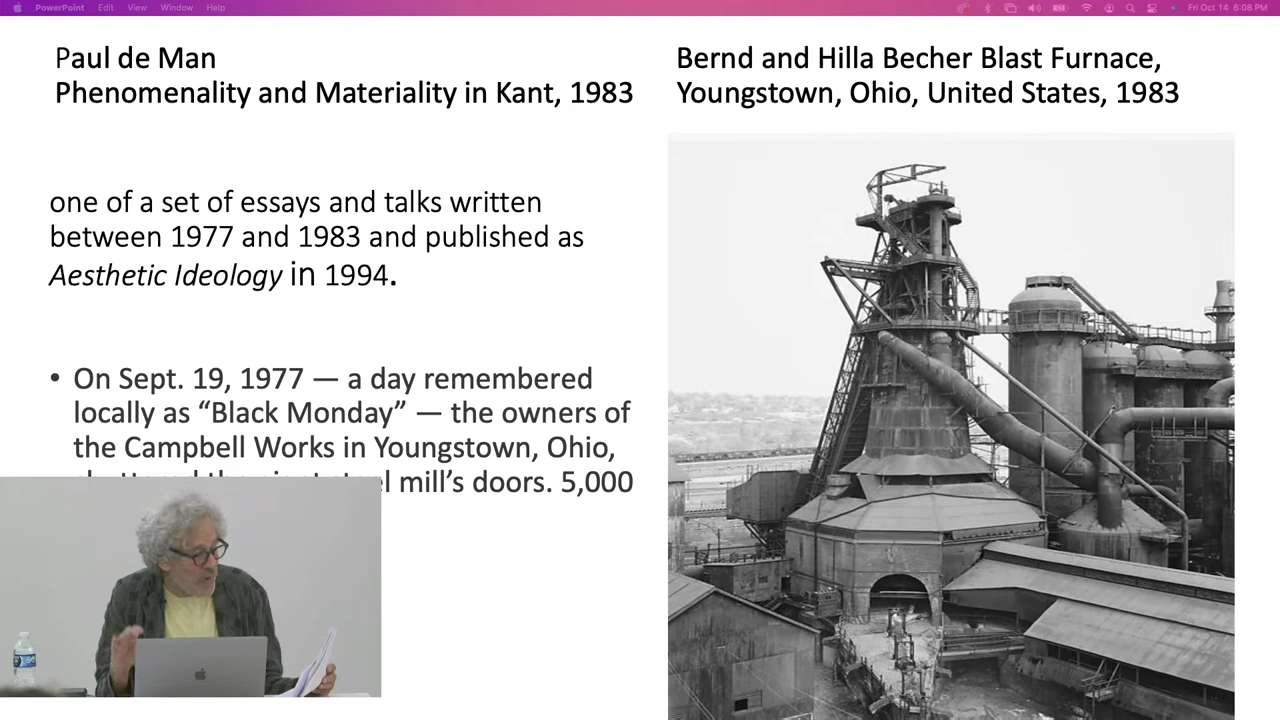 PowerPoint Edit View Window Help Fri Oct 14 6:08 PM
Paul de Man
Phenomenality and Materiality in Kant, 1983
one of a set of essays and talks written
between 1977 and 1983 and published as
Aesthetic Ideology in 1994.
• On Sept. 19, 1977 — a day remembered
locally as “Black Monday” — the owners of
the Campbell Works in Youngstown, Ohio,
mill’s doors. 5,000
Bernd and Hilla Becher Blast Furnace,
Youngstown, Ohio, United States, 1983